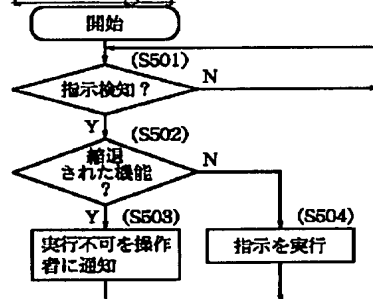 開始
(S501)
指示検知?
N
Y
(S502)
縮退
された機能
?
N
Y
(S503)
(S504)
実行不可を操作
者に通知
指示を実行